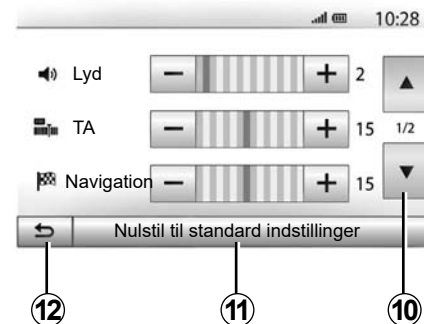 10:28
Lyd − + 2
TA − + 15 1/2
Navigation − + 15
Nulstil til standard indstillinger
12 11 10